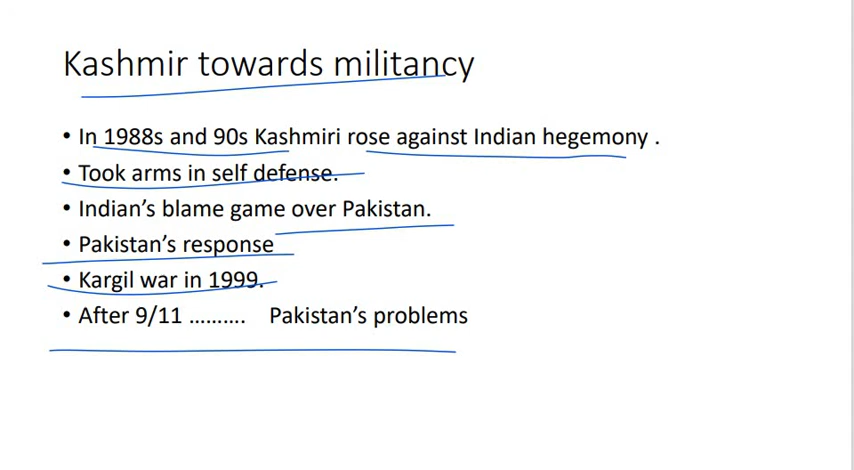 Kashmir towards militancy
• In 1988s and 90s Kashmiri rose against Indian hegemony .
• Took arms in self defense.
• Indian's blame game over Pakistan.
• Pakistan's response
• Kargil war in 1999.
• After 9/11 .......... Pakistan's problems